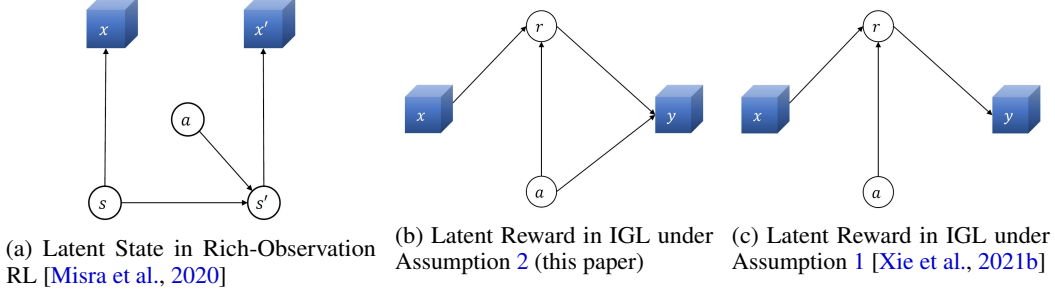 x x'
a
s s'
(a) Latent State in Rich-Observation
RL [Misra et al., 2020]
r
x y
a
(b) Latent Reward in IGL under
Assumption 2 (this paper)
r
x y
a
(c) Latent Reward in IGL under
Assumption 1 [Xie et al., 2021b]